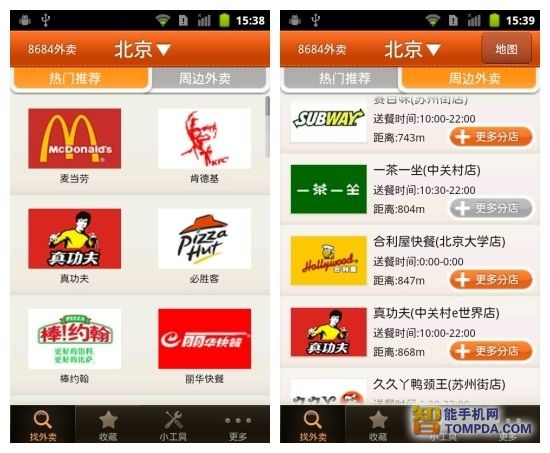 15:38
8684外卖
北京▼
热门推荐
周边外卖
McDonald's
KFC
麦当劳
肯德基
真功夫
Pizza Hut
真功夫
必胜客
PIZZA
棒!约翰
更好的馅料
更好的比萨.
丽华快餐
棒约翰
丽华快餐
找外卖
收藏
小工具
更多
15:39
8684外卖
北京▼
地图
热门推荐
周边外卖
赛百味(苏州街店)
SUBWAY
送餐时间:10:00-22:00
距离:743m
更多分店
一茶一坐(中关村店)
一茶一坐
送餐时间:10:30-22:00
距离:804m
更多分店
合利屋快餐(北京大学店)
Hollywood
合利屋
送餐时间:0:00-0:00
距离:847m
更多分店
真功夫(中关村e世界店)
真功夫
送餐时间:10:00-22:00
距离:868m
更多分店
久久丫鸭颈王(苏州街店)
久久丫
找外卖
收藏
小工具
更多
智能手机网
TOMPDA.COM